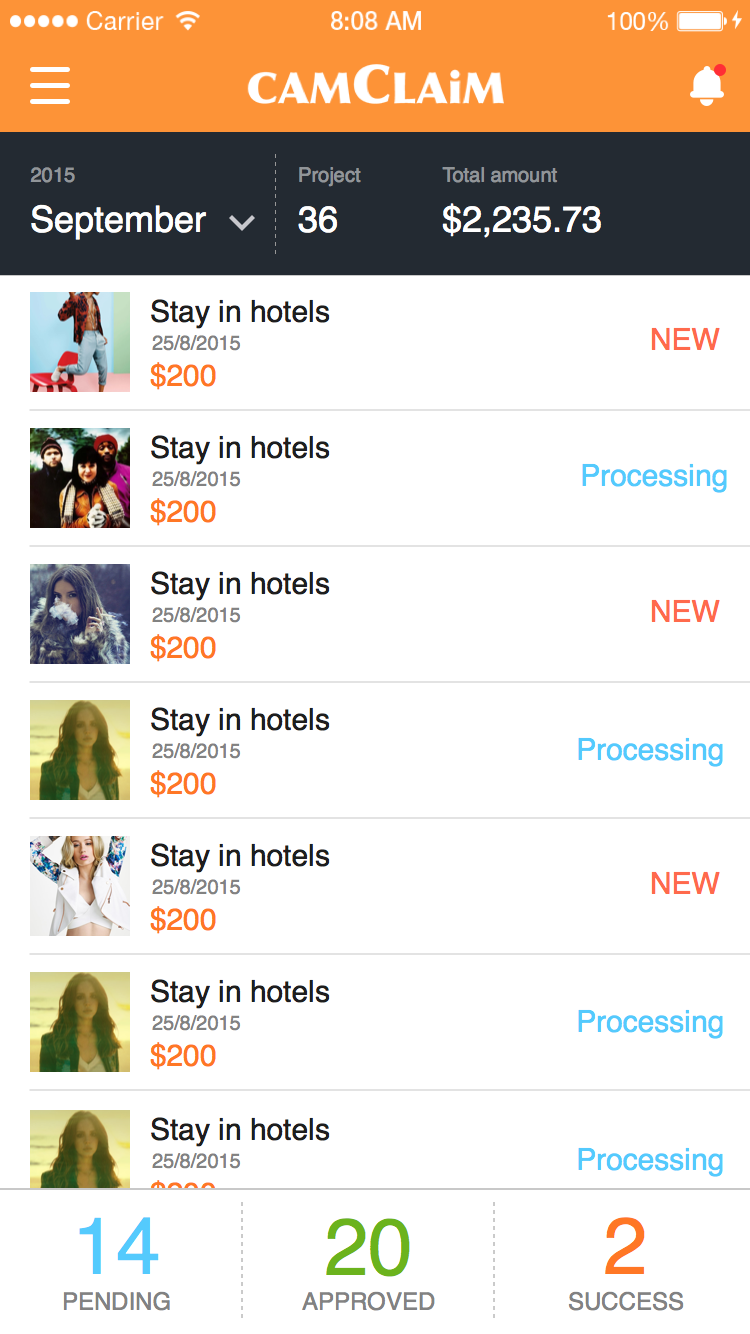 Carrier 8:08 AM 100%
CAMCLAiM
2015 Project Total amount
September 36 $2,235.73
Stay in hotels
25/8/2015
$200
NEW
Stay in hotels
25/8/2015
$200
Processing
Stay in hotels
25/8/2015
$200
NEW
Stay in hotels
25/8/2015
$200
Processing
Stay in hotels
25/8/2015
$200
NEW
Stay in hotels
25/8/2015
$200
Processing
Stay in hotels
25/8/2015
Processing
14 20 2
PENDING APPROVED SUCCESS